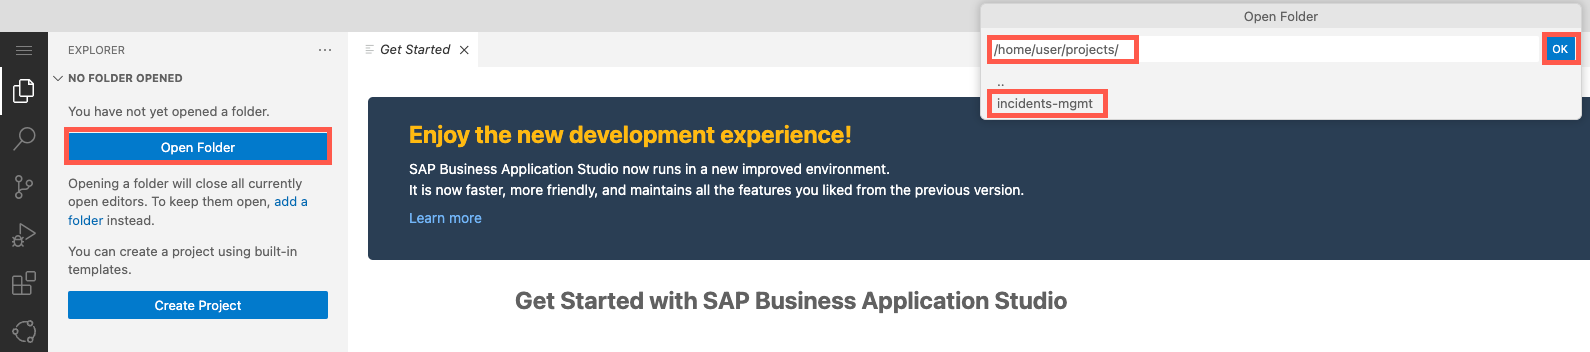 EXPLORER
...
NO FOLDER OPENED
You have not yet opened a folder.
Open Folder
Opening a folder will close all currently
open editors. To keep them open, add a
folder instead.
You can create a project using built-in
templates.
Create Project
Get Started
Enjoy the new development experience!
SAP Business Application Studio now runs in a new improved environment.
It is now faster, more friendly, and maintains all the features you liked from the previous version.
Learn more
Get Started with SAP Business Application Studio
Open Folder
/home/user/projects/
OK
..
incidents-mgmt